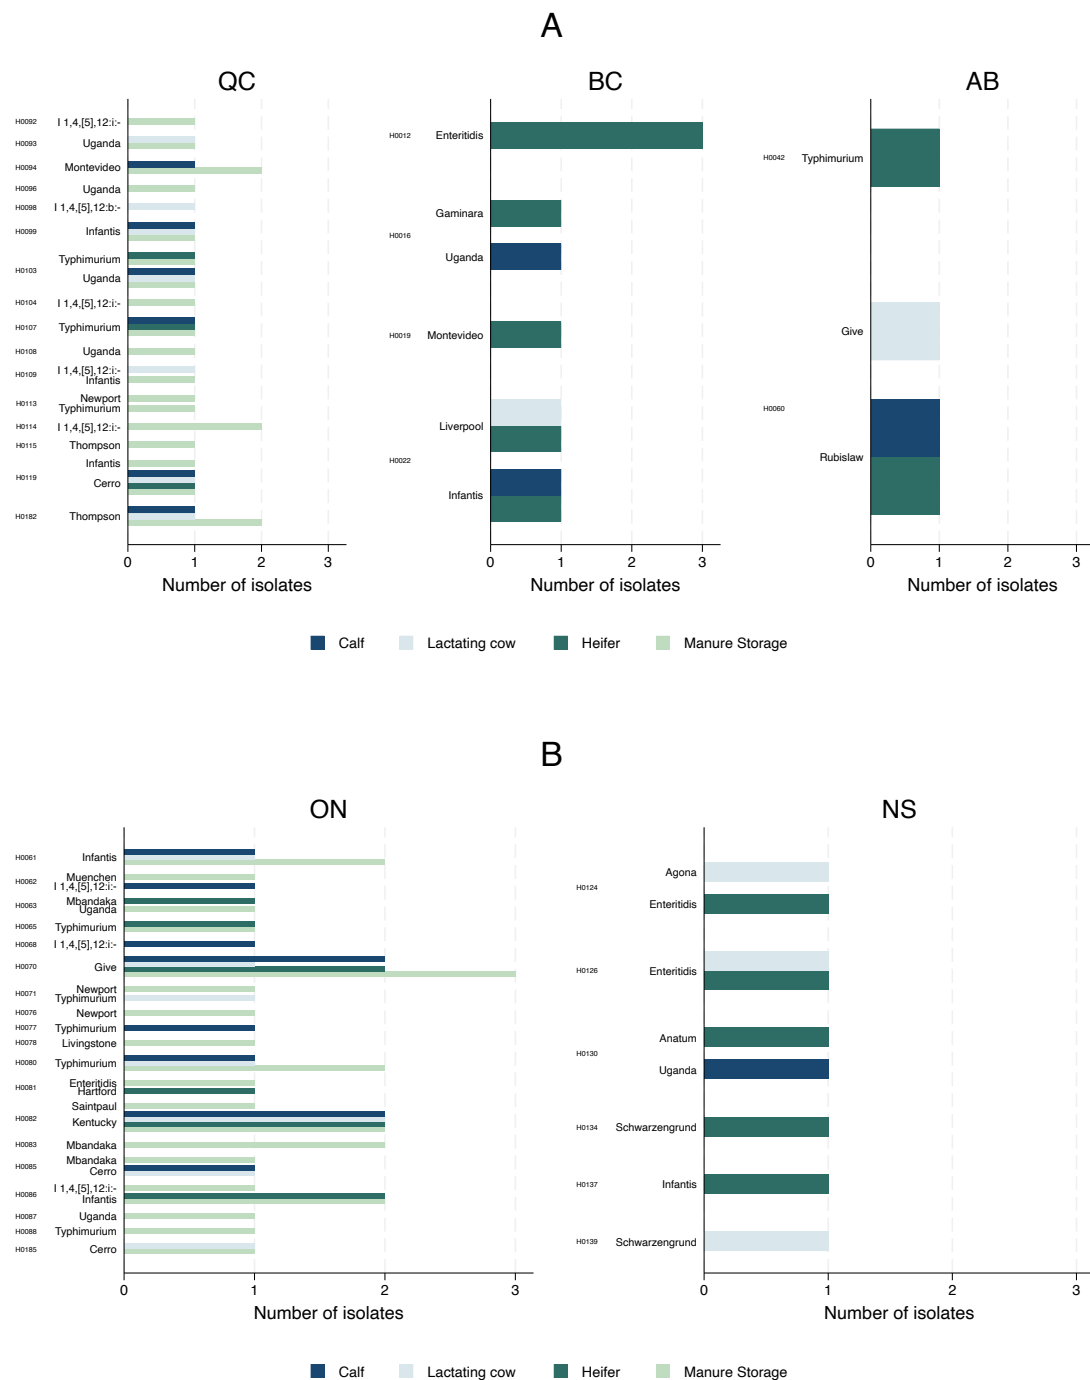 A
QC
H0092 I 1,4,[5],12:i:-
H0093 Uganda
H0094 Montevideo
H0096 Uganda
H0098 I 1,4,[5],12:b:-
H0099 Infantis
Typhimurium
H0103
Uganda
H0104 I 1,4,[5],12:i:-
H0107 Typhimurium
H0108 Uganda
I 1,4,[5],12:i:-
H0109
Infantis
Newport
H0113
Typhimurium
H0114 I 1,4,[5],12:i:-
H0115 Thompson
Infantis
H0119
Cerro
H0182 Thompson
0 1 2 3
Number of isolates
BC
H0012 Enteritidis
Gaminara
H0016
Uganda
H0019 Montevideo
Liverpool
H0022
Infantis
0 1 2 3
Number of isolates
AB
H0042 Typhimurium
Give
H0060
Rubislaw
0 1 2 3
Number of isolates
Calf Lactating cow Heifer Manure Storage
B
ON
H0061 Infantis
Muenchen
H0062
I 1,4,[5],12:i:-
Mbandaka
H0063
Uganda
H0065 Typhimurium
H0068 I 1,4,[5],12:i:-
H0070 Give
Newport
H0071
Typhimurium
H0076 Newport
H0077 Typhimurium
H0078 Livingstone
H0080 Typhimurium
Enteritidis
H0081
Hartford
Saintpaul
H0082
Kentucky
H0083 Mbandaka
Mbandaka
H0085
Cerro
I 1,4,[5],12:i:-
H0086
Infantis
H0087 Uganda
H0088 Typhimurium
H0185 Cerro
0 1 2 3
Number of isolates
NS
Agona
H0124
Enteritidis
H0126 Enteritidis
Anatum
H0130
Uganda
H0134 Schwarzengrund
H0137 Infantis
H0139 Schwarzengrund
0 1 2 3
Number of isolates
Calf Lactating cow Heifer Manure Storage